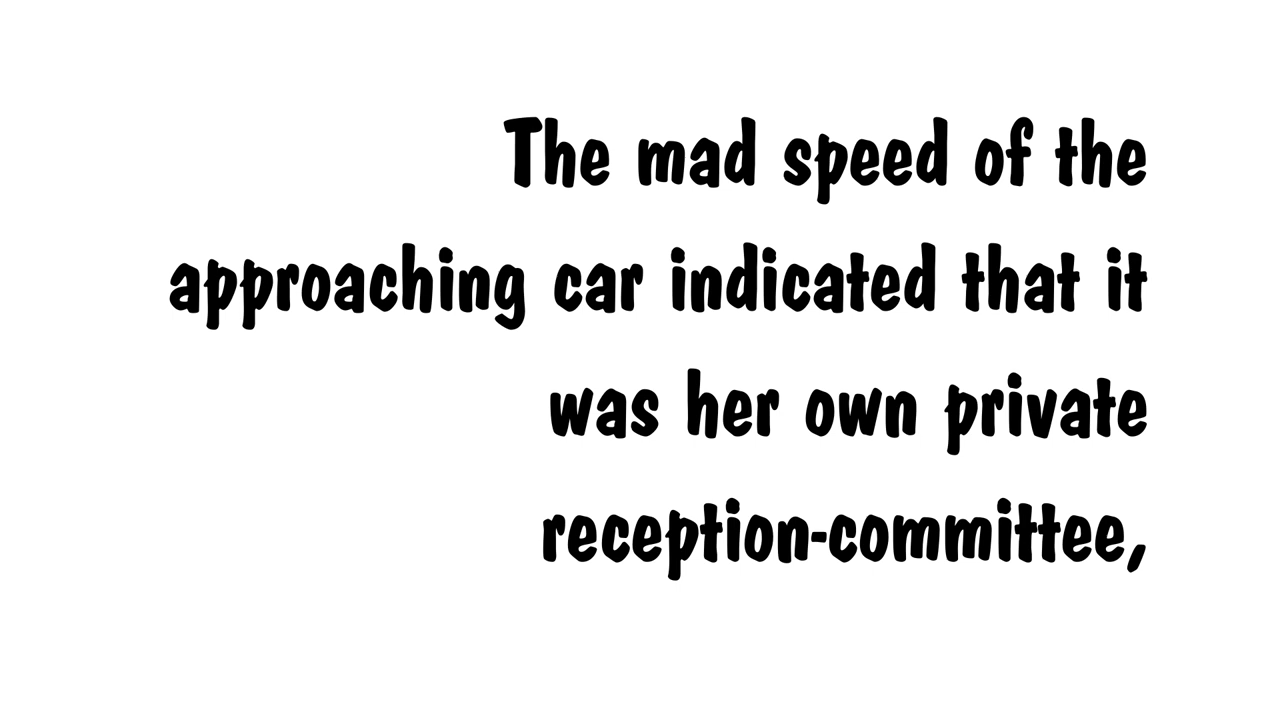 The mad speed of the
approaching car indicated that it
was her own private
reception-committee,